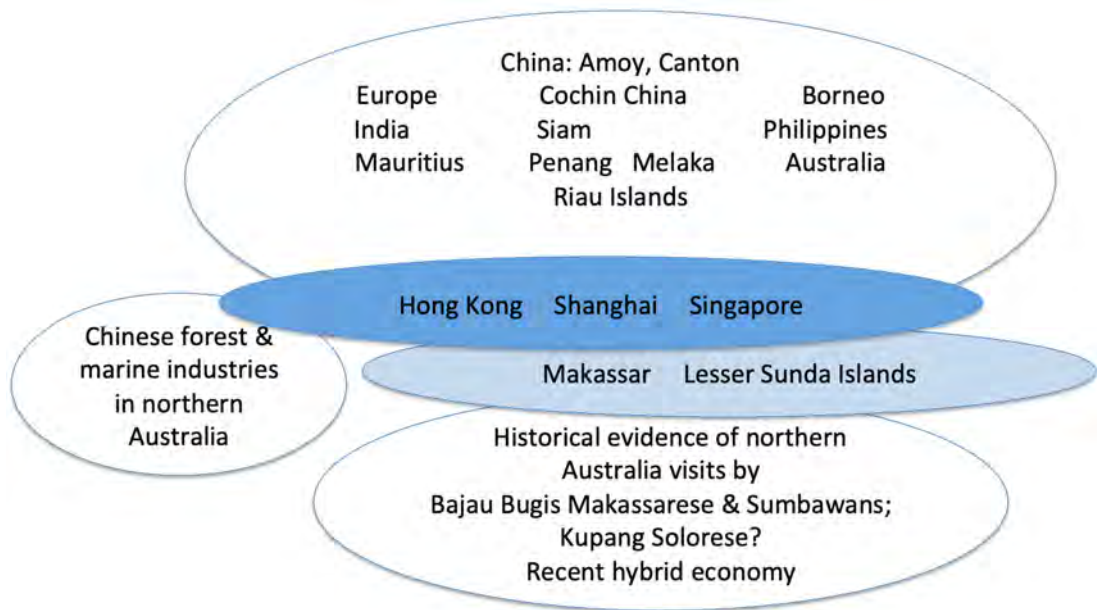 China: Amoy, Canton
Europe Cochin China Borneo
India Siam Philippines
Mauritius Penang Melaka Australia
Riau Islands
Hong Kong Shanghai Singapore
Chinese forest &
marine industries
in northern
Australia
Makassar Lesser Sunda Islands
Historical evidence of northern
Australia visits by
Bajau Bugis Makassarese & Sumbawans;
Kupang Solorese?
Recent hybrid economy